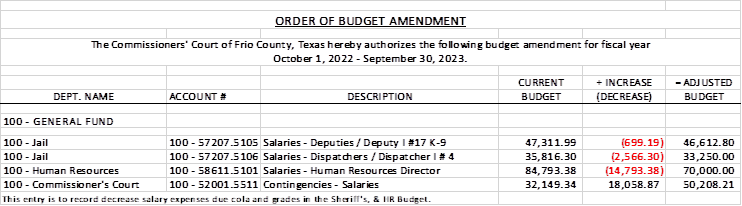 ORDER OF BUDGET AMENDMENT
The Commissioners' Court of Frio County, Texas hereby authorizes the following budget amendment for fiscal year
October 1, 2022 - September 30, 2023.
CURRENT + INCREASE = ADJUSTED
DEPT. NAME ACCOUNT # DESCRIPTION BUDGET (DECREASE) BUDGET
100 - GENERAL FUND
100 - Jail 100 - 57207.5105 Salaries - Deputies / Deputy I #17 K-9 47,311.99 (699.19) 46,612.80
100 - Jail 100 - 57207.5106 Salaries - Dispatchers / Dispatcher I # 4 35,816.30 (2,566.30) 33,250.00
100 - Human Resources 100 - 58611.5101 Salaries - Human Resources Director 84,793.38 (14,793.38) 70,000.00
100 - Commissioner's Court 100 - 52001.5511 Contingencies - Salaries 32,149.34 18,058.87 50,208.21
This entry is to record decrease salary expenses due cola and grades in the Sheriff's, & HR Budget.